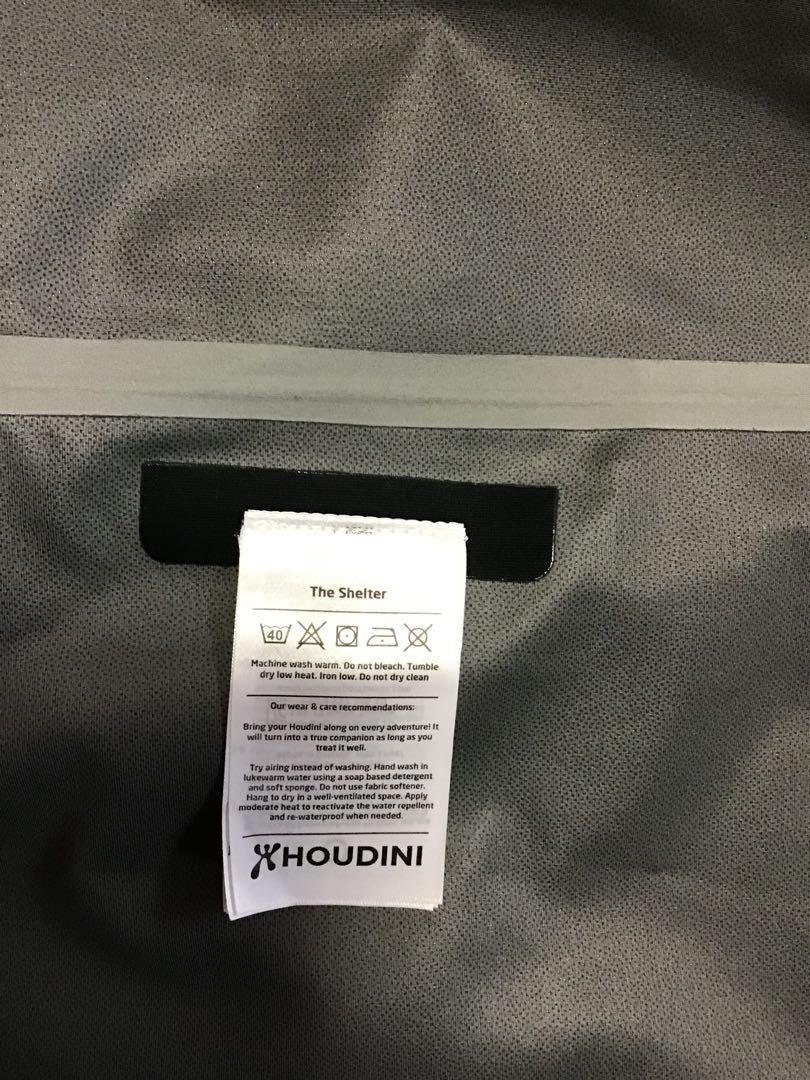 The Shelter
40
Machine wash warm. Do not bleach. Tumble
dry low heat. Iron low. Do not dry clean
Our wear & care recommendations:
Bring your Houdini along on every adventure! It
will turn into a true companion as long as you
treat it well.
Try airing instead of washing. Hand wash in
lukewarm water using a soap based detergent
and soft sponge. Do not use fabric softener.
Hang to dry in a well-ventilated space. Apply
moderate heat to reactivate the water repellent
and re-waterproof when needed.
HOUDINI